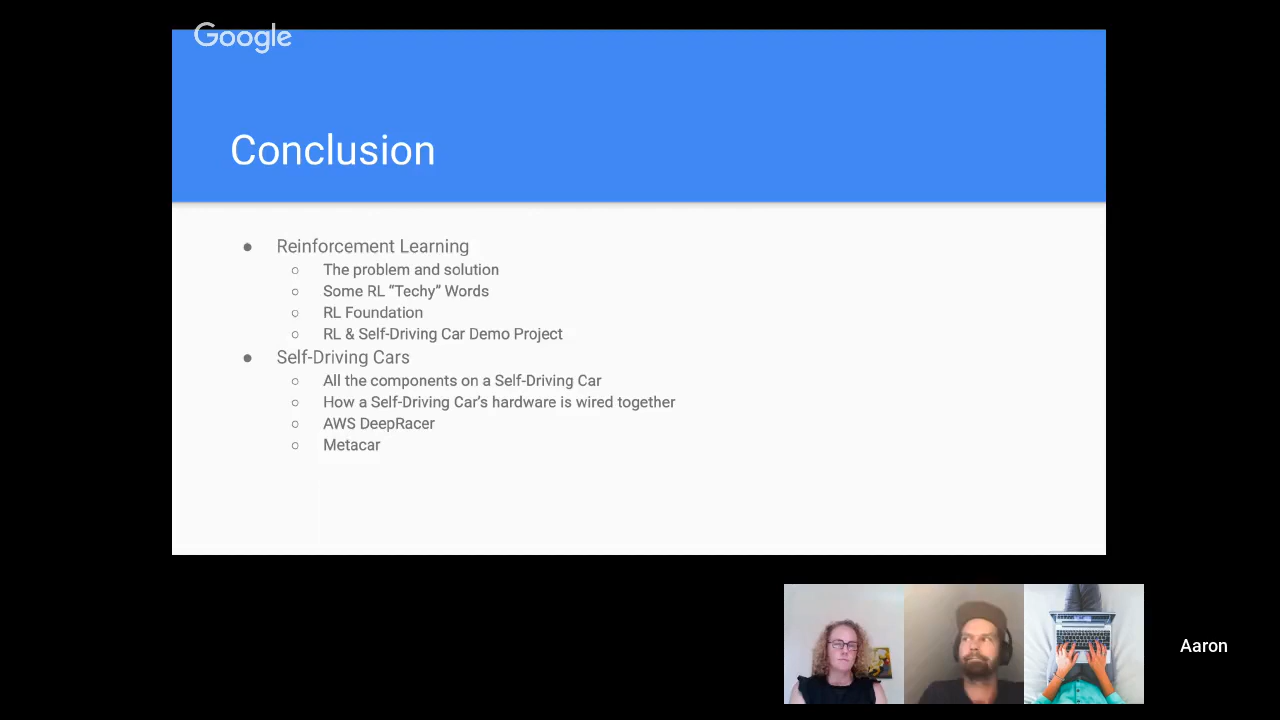 Google
Conclusion
● Reinforcement Learning
○ The problem and solution
○ Some RL “Techy” Words
○ RL Foundation
○ RL & Self-Driving Car Demo Project
● Self-Driving Cars
○ All the components on a Self-Driving Car
○ How a Self-Driving Car’s hardware is wired together
○ AWS DeepRacer
○ Metacar
Aaron